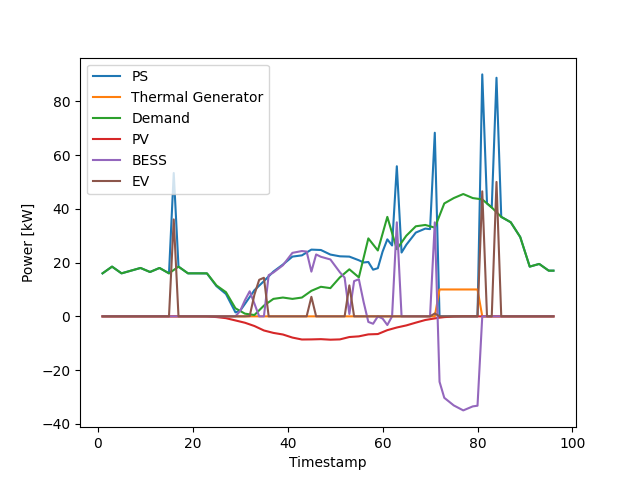 PS
Thermal Generator
Demand
PV
BESS
EV
80
60
40
20
0
−20
−40
Power [kW]
0 20 40 60 80 100
Timestamp